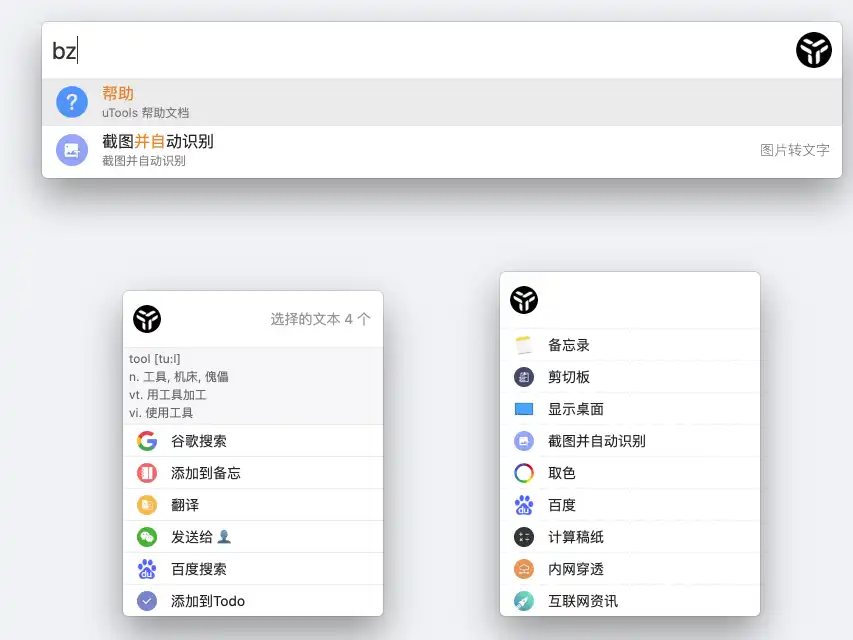 bz
帮助
uTools 帮助文档
截图并自动识别
截图并自动识别
图片转文字
选择的文本 4 个
tool [tu:l]
n. 工具, 机床, 傀儡
vt. 用工具加工
vi. 使用工具
谷歌搜索
添加到备忘
翻译
发送给
du 百度搜索
添加到Todo
备忘录
剪切板
显示桌面
截图并自动识别
取色
du 百度
计算稿纸
内网穿透
互联网资讯